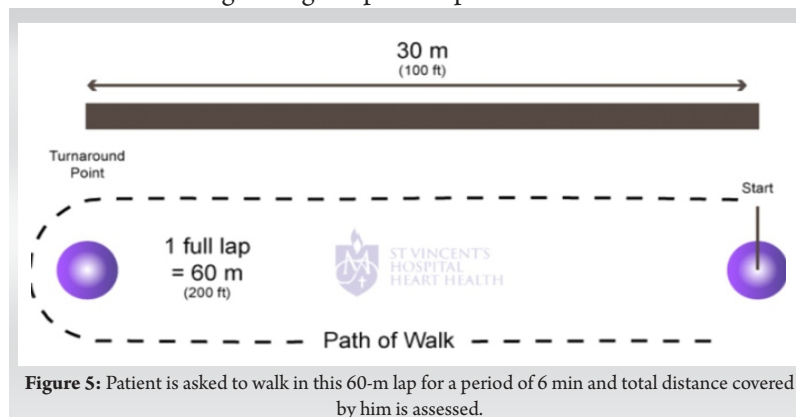 30 m
(100 ft)
Turnaround
Point
Start
1 full lap
= 60 m
(200 ft)
ST VINCENT'S
HOSPITAL
HEART HEALTH
Path of Walk
Figure 5: Patient is asked to walk in this 60-m lap for a period of 6 min and total distance covered
by him is assessed.